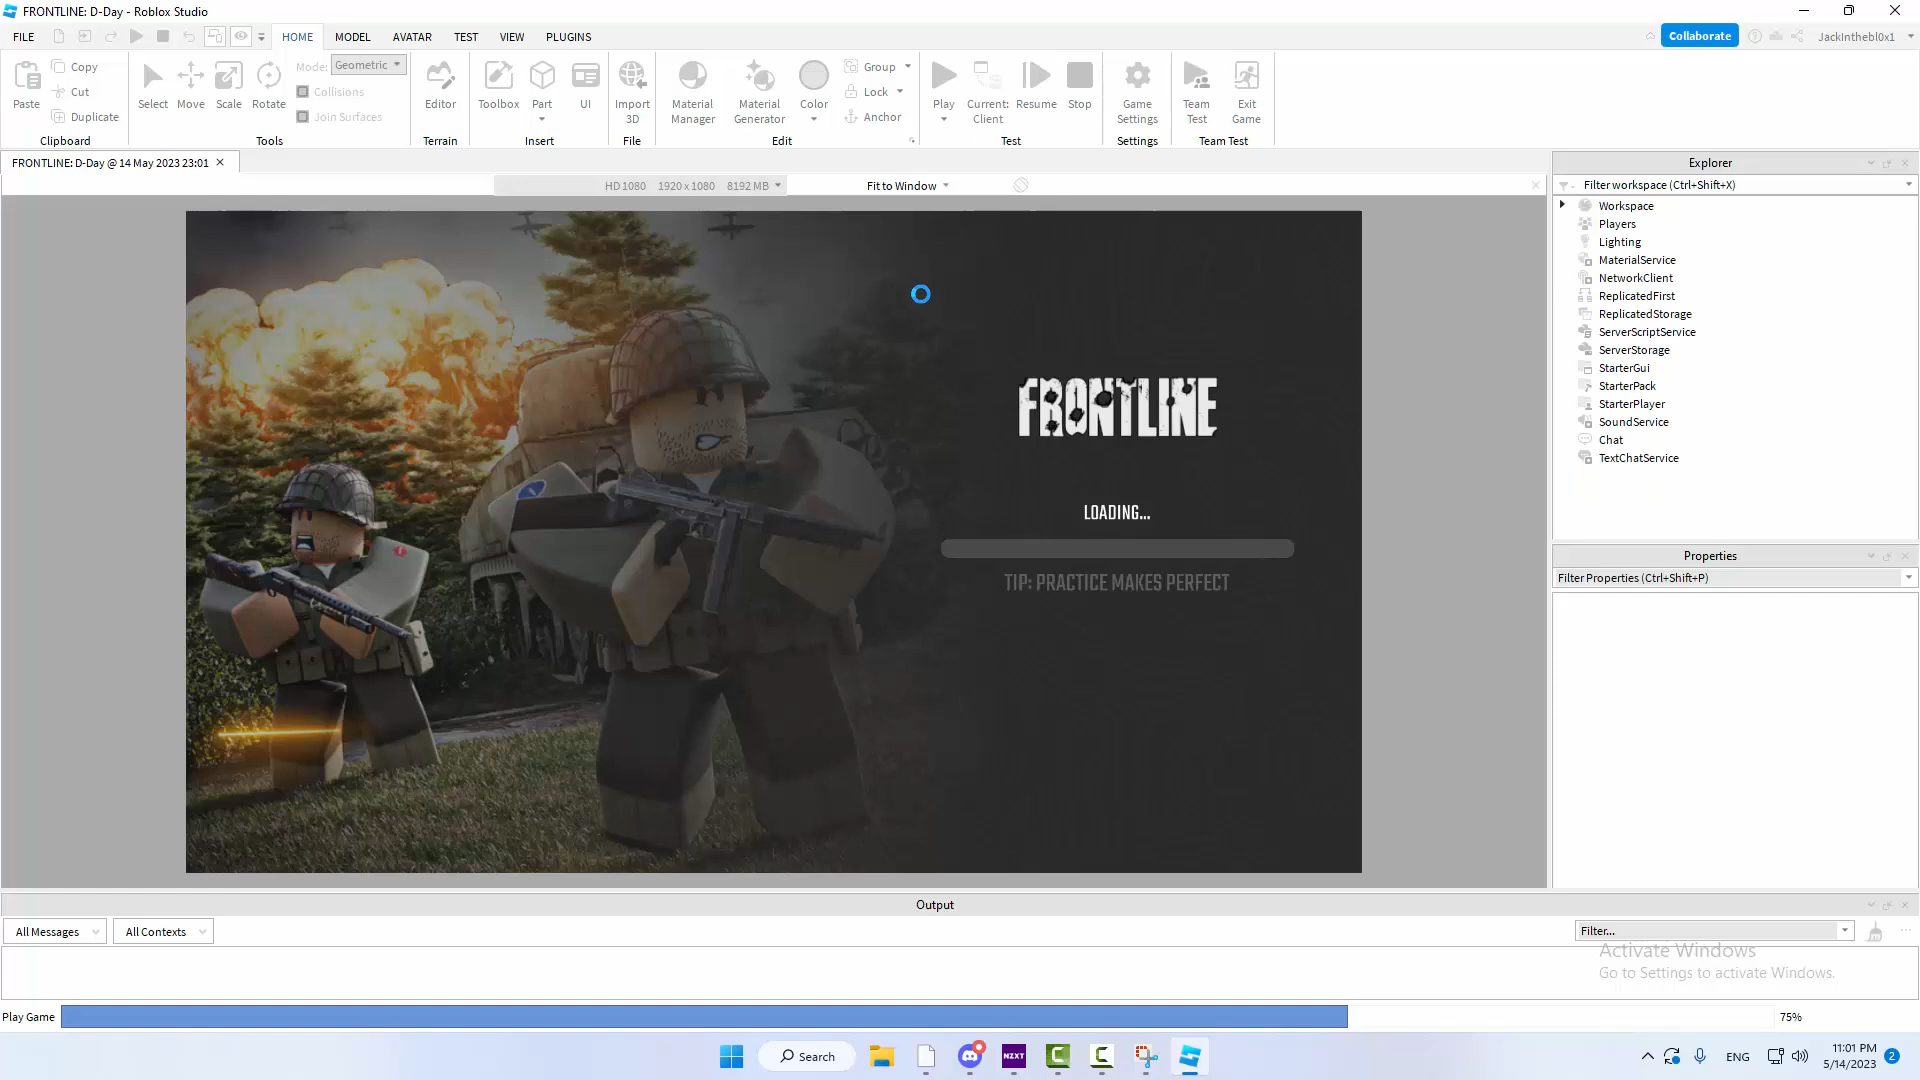 FRONTLINE: D-Day - Roblox Studio
FILE HOME MODEL AVATAR TEST VIEW PLUGINS
Collaborate
JackInthebl0x1
Paste
Copy
Cut
Duplicate
Clipboard
Select Move Scale Rotate
Mode: Geometric
Collisions
Join Surfaces
Tools
Editor
Terrain
Toolbox Part UI
Insert
Import
3D
File
Material
Manager
Material
Generator
Color
Group
Lock
Anchor
Edit
Play
Current:
Client
Resume
Stop
Test
Game
Settings
Settings
Team
Test
Exit
Game
Team Test
FRONTLINE: D-Day @ 14 May 2023 23:01
HD 1080 1920 x 1080 8192 MB
Fit to Window
FRONTLINE
LOADING...
TIP: PRACTICE MAKES PERFECT
Explorer
Filter workspace (Ctrl+Shift+X)
Workspace
Players
Lighting
MaterialService
NetworkClient
ReplicatedFirst
ReplicatedStorage
ServerScriptService
ServerStorage
StarterGui
StarterPack
StarterPlayer
SoundService
Chat
TextChatService
Properties
Filter Properties (Ctrl+Shift+P)
Output
All Messages All Contexts
Filter...
Activate Windows
Go to Settings to activate Windows.
Play Game 75%
Search
NZXT
ENG
11:01 PM
5/14/2023
2